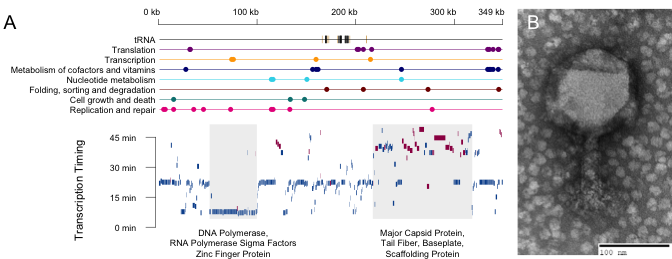 A
0 kb 100 kb 200 kb 300 kb 349 kb
tRNA
Translation
Transcription
Metabolism of cofactors and vitamins
Nucleotide metabolism
Folding, sorting and degradation
Cell growth and death
Replication and repair
Transcription Timing
45 min
30 min
15 min
0 min
DNA Polymerase,
RNA Polymerase Sigma Factors
Zinc Finger Protein
Major Capsid Protein,
Tail Fiber, Baseplate,
Scaffolding Protein
B
100 nm